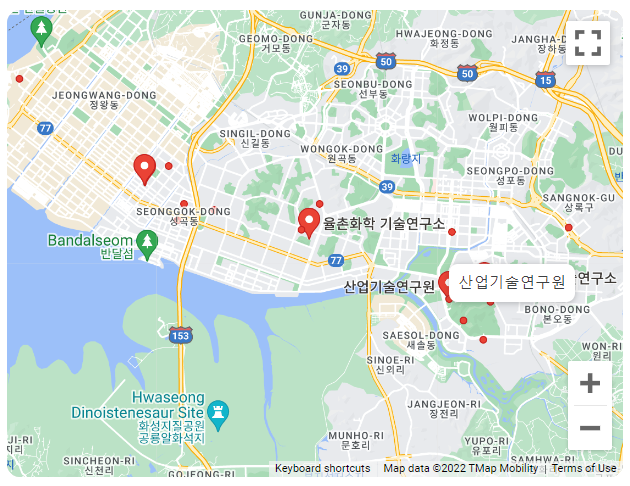 GUNJA-DONG
군자동
GEOMO-DONG
거모동
HWAJEONG-DONG
화정동
JANGHA-D
장하동
50
39
50
15
JEONGWANG-DONG
정왕동
SEONBU-DONG
선부동
77
SINGIL-DONG
신길동
WOLPI-DONG
월피동
WONGOK-DONG
원곡동
화랑지
SEONGPO-DONG
성포동
39
SANGNOK-GU
상록구
SEONGGOK-DONG
성곡동
율촌화학 기술연구소
Bandalseom
반달섬
77
산업기술연구원
산업기술연구원
술연구소
BONO-DONG
본오동
153
SAESOL-DONG
새솔동
WON-RI
원리
SINOE-RI
신외리
Hwaseong
Dinoistenesaur Site
화성지질공원
공룡알화석지
JANGJEON-RI
장전리
MUNHO-RI
문호리
YUPO-RI
유포리
SINCHEON-RI
신천리
SAMHWA-RI
GOJEONG-RI
Keyboard shortcuts
Map data ©2022 TMap Mobility
Terms of Use